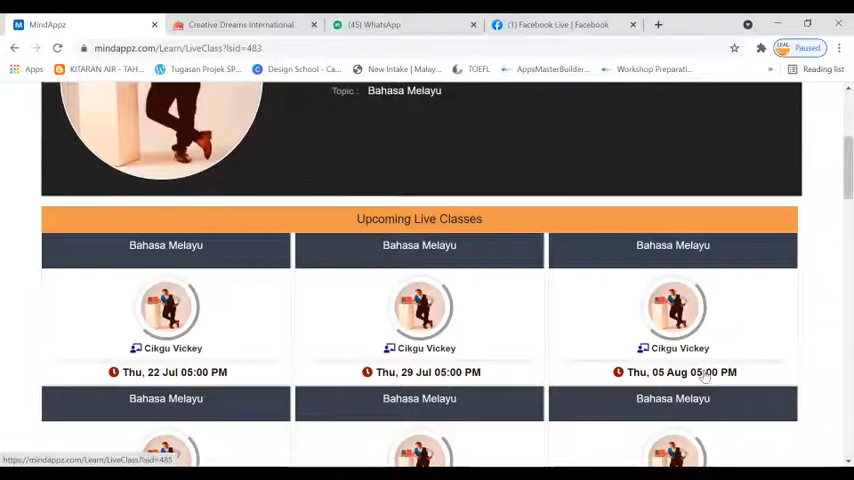 MindAppz
Creative Dreams International
(45) WhatsApp
(1) Facebook Live | Facebook
mindappz.com/Learn/LiveClass?lsid=483
Paused
Apps
KITARAN AIR - TAH...
Tugasan Projek SP...
Design School - Ca...
New Intake | Malay...
TOEFL
AppsMasterBuilder...
Workshop Preparati...
»
Reading list
Topic : Bahasa Melayu
Upcoming Live Classes
Bahasa Melayu Bahasa Melayu Bahasa Melayu
Cikgu Vickey Cikgu Vickey Cikgu Vickey
Thu, 22 Jul 05:00 PM Thu, 29 Jul 05:00 PM Thu, 05 Aug 05:00 PM
Bahasa Melayu Bahasa Melayu Bahasa Melayu
https://mindappz.com/Learn/LiveClass?lsid=485